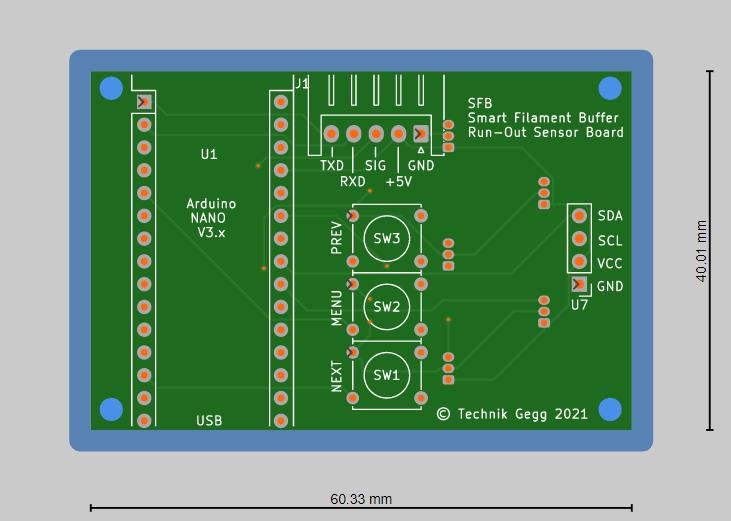 J1
SFB
Smart Filament Buffer
Run-Out Sensor Board
U1
TXD
SIG
GND
RXD
+5V
Arduino
NANO
V3.x
PREV
SW3
SDA
SCL
VCC
GND
U7
MENU
SW2
NEXT
SW1
USB
© Technik Gegg 2021
40.01 mm
60.33 mm